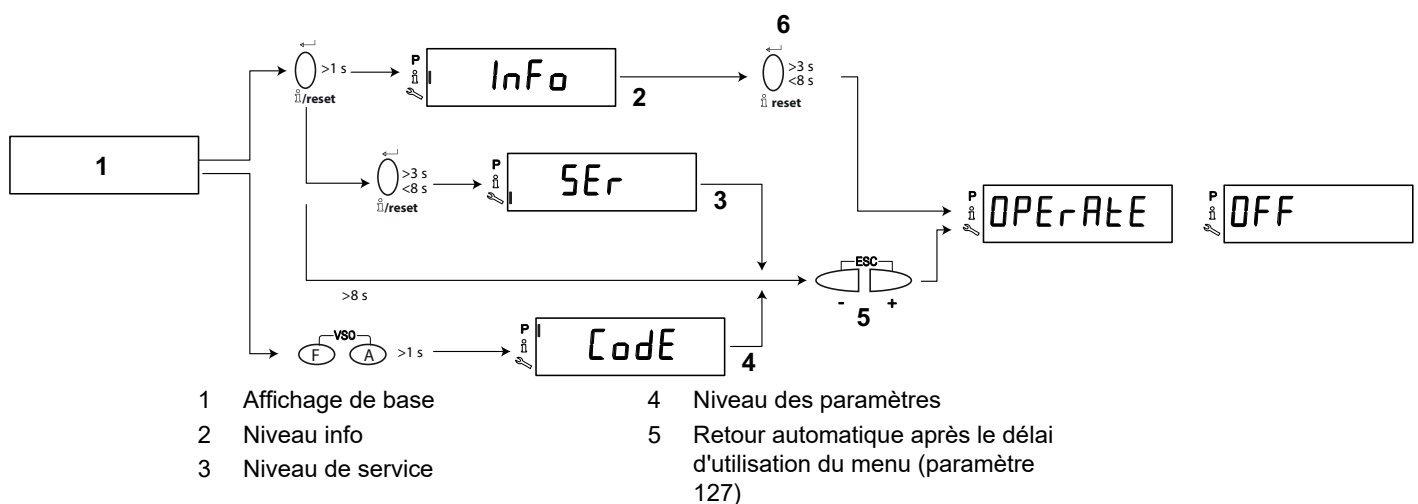 6
>1 s
i/reset
P
i
InFo
2
>3 s
<8 s
i reset
1
>3 s
<8 s
i/reset
P
i
SEr
3
P
i
OPErAtE
P
i
OFF
ESC
- +
5
>8 s
VSO
F A >1 s
P
i
CodE
4
1 Affichage de base
2 Niveau info
3 Niveau de service
4 Niveau des paramètres
5 Retour automatique après le délai
d'utilisation du menu (paramètre
127)